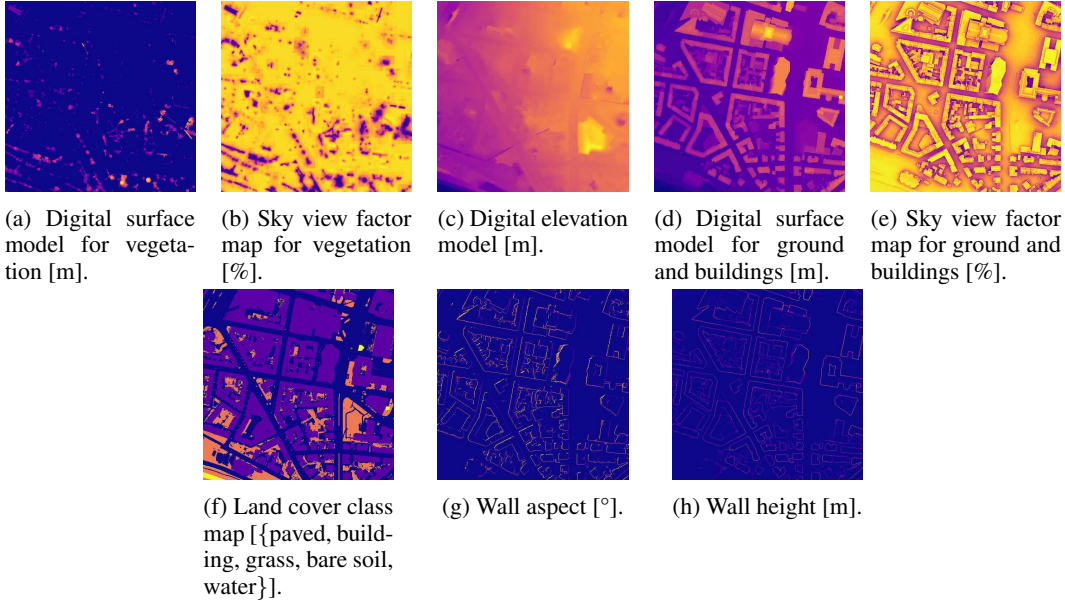 (a) Digital surface
model for vegeta-
tion [m].
(b) Sky view factor
map for vegetation
[%].
(c) Digital elevation
model [m].
(d) Digital surface
model for ground
and buildings [m].
(e) Sky view factor
map for ground and
buildings [%].
(f) Land cover class
map [{paved, build-
ing, grass, bare soil,
water}].
(g) Wall aspect [°].
(h) Wall height [m].